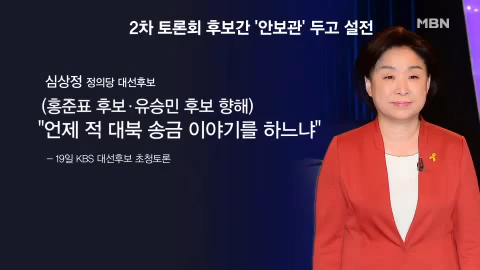 2차 토론회 후보간 '안보관' 두고 설전
MBN
심상정 정의당 대선후보
(홍준표 후보·유승민 후보 향해)
"언제 적 대북 송금 이야기를 하느냐"
- 19일 KBS 대선후보 초청토론